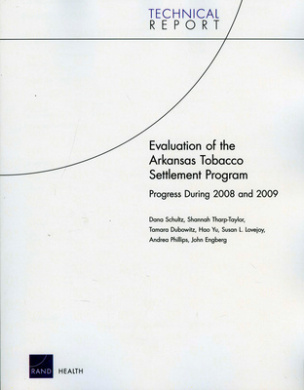 TECHNICAL
REPORT
Evaluation of the
Arkansas Tobacco
Settlement Program
Progress During 2008 and 2009
Dana Schultz, Shannah Tharp-Taylor,
Tamara Dubowitz, Hao Yu, Susan L. Lovejoy,
Andrea Phillips, John Engberg
RAND HEALTH